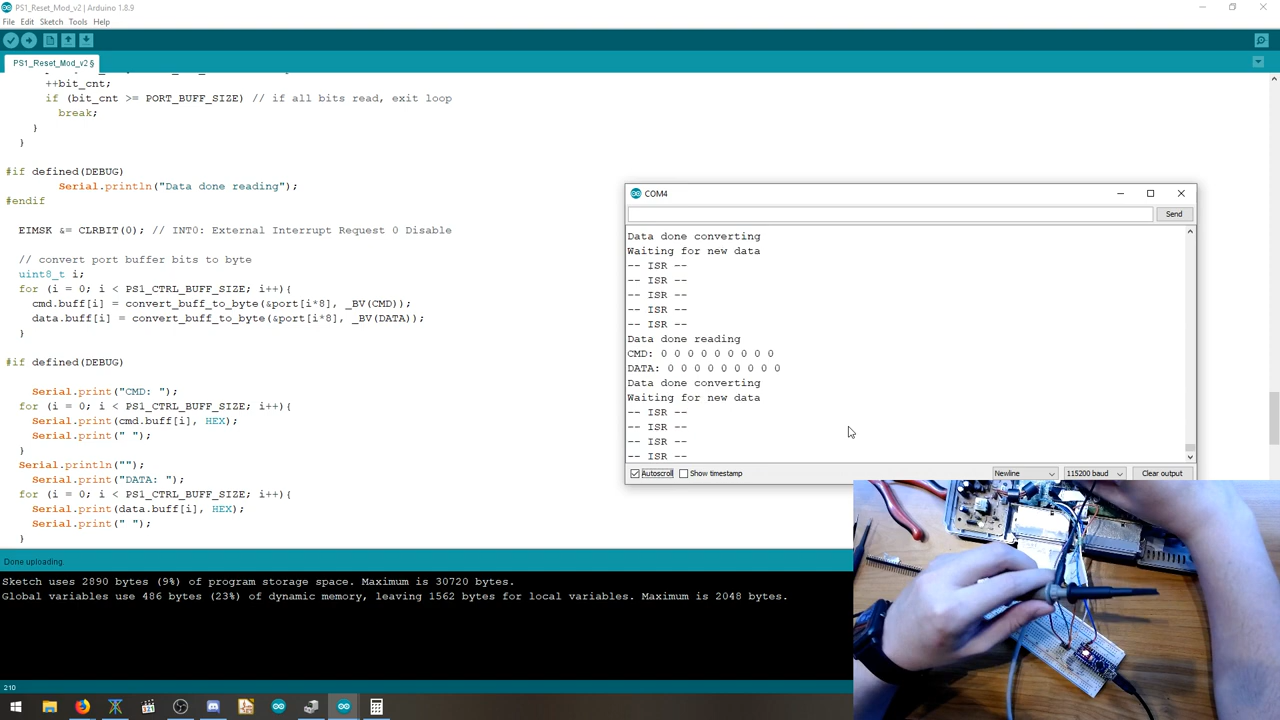 PS1_Reset_Mod_v2 | Arduino 1.8.9
File Edit Sketch Tools Help
PS1_Reset_Mod_v2 §
++bit_cnt;
if (bit_cnt >= PORT_BUFF_SIZE) // if all bits read, exit loop
break;
}
}
#if defined(DEBUG)
Serial.println("Data done reading");
#endif
EIMSK &= CLRBIT(0); // INT0: External Interrupt Request 0 Disable
// convert port buffer bits to byte
uint8_t i;
for (i = 0; i < PS1_CTRL_BUFF_SIZE; i++){
cmd.buff[i] = convert_buff_to_byte(&port[i*8], _BV(CMD));
data.buff[i] = convert_buff_to_byte(&port[i*8], _BV(DATA));
}
#if defined(DEBUG)
Serial.print("CMD: ");
for (i = 0; i < PS1_CTRL_BUFF_SIZE; i++){
Serial.print(cmd.buff[i], HEX);
Serial.print(" ");
}
Serial.println("");
Serial.print("DATA: ");
for (i = 0; i < PS1_CTRL_BUFF_SIZE; i++){
Serial.print(data.buff[i], HEX);
Serial.print(" ");
}
COM4
Send
Data done converting
Waiting for new data
-- ISR --
-- ISR --
-- ISR --
-- ISR --
-- ISR --
Data done reading
CMD: 0 0 0 0 0 0 0 0 0
DATA: 0 0 0 0 0 0 0 0 0
Data done converting
Waiting for new data
-- ISR --
-- ISR --
-- ISR --
-- ISR --
Autoscroll Show timestamp Newline 115200 baud Clear output
Done uploading.
Sketch uses 2890 bytes (9%) of program storage space. Maximum is 30720 bytes.
Global variables use 486 bytes (23%) of dynamic memory, leaving 1562 bytes for local variables. Maximum is 2048 bytes.
210